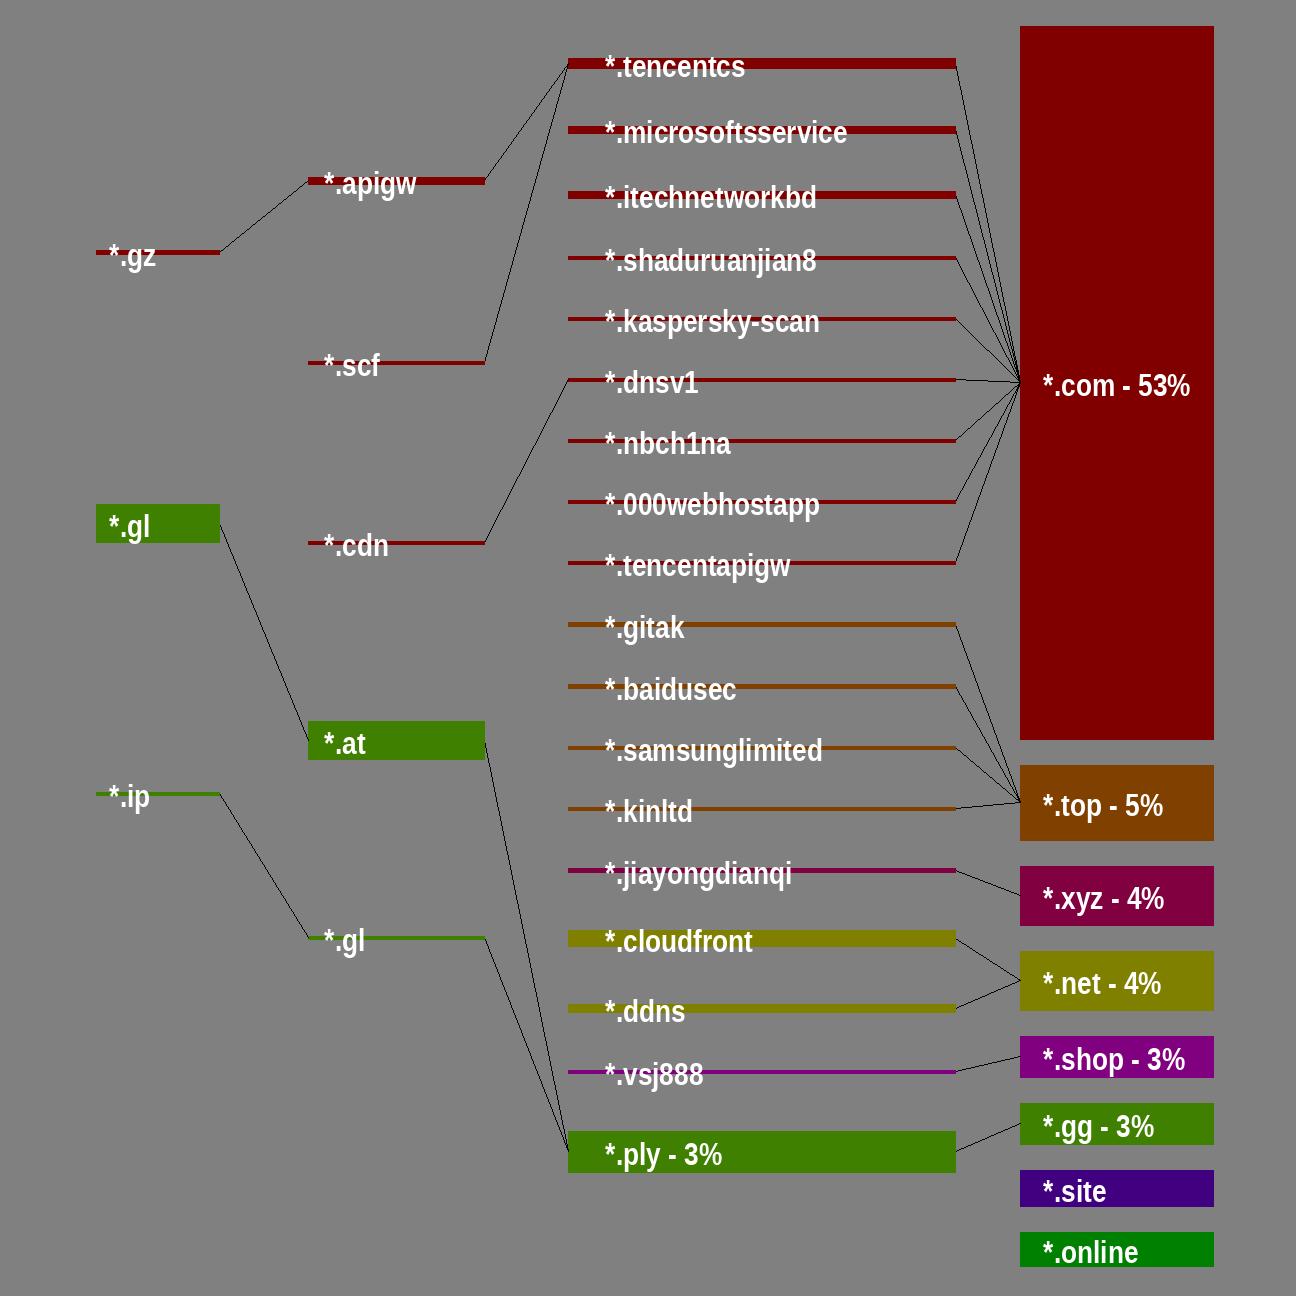 *.gz
*.gl
*.ip
*.apigw
*.scf
*.cdn
*.at
*.gl
*.tencentcs
*.microsoftsservice
*.itechnetworkbd
*.shaduruanjian8
*.kaspersky-scan
*.dnsv1
*.nbch1na
*.000webhostapp
*.tencentapigw
*.gitak
*.baidusec
*.samsunglimited
*.kinltd
*.jiayongdianqi
*.cloudfront
*.ddns
*.vsj888
*.ply - 3%
*.com - 53%
*.top - 5%
*.xyz - 4%
*.net - 4%
*.shop - 3%
*.gg - 3%
*.site
*.online